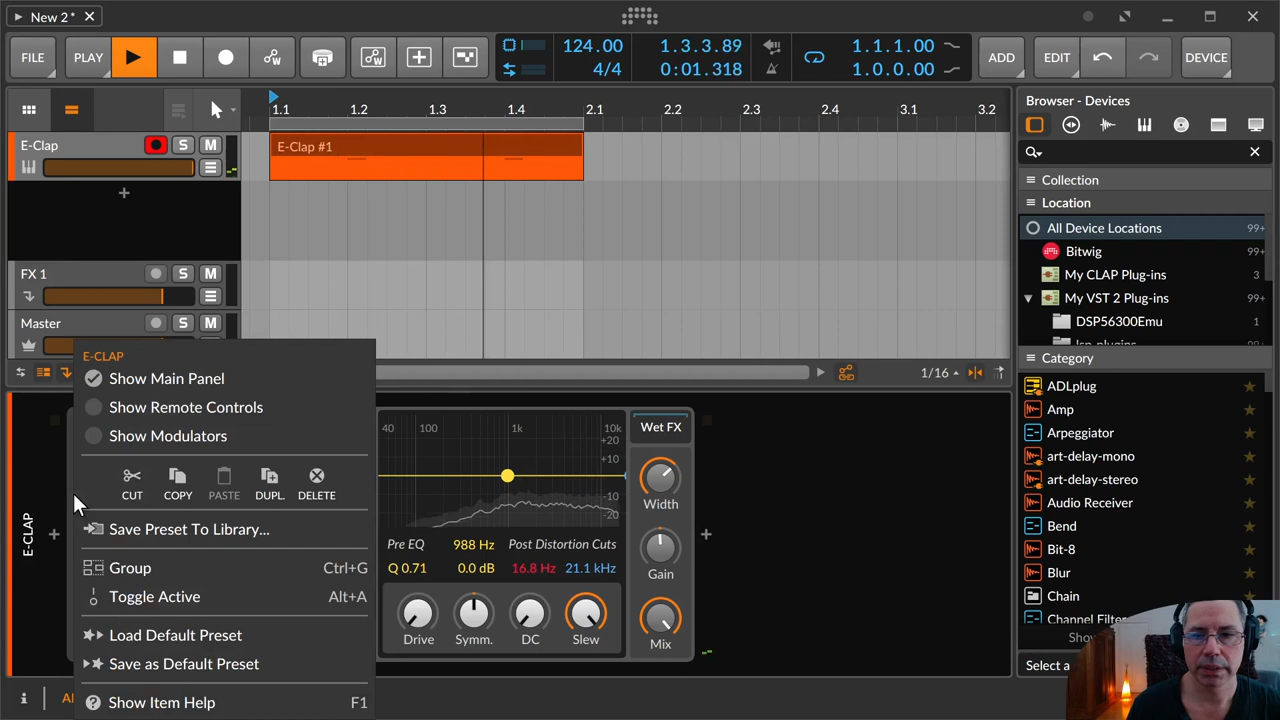 New 2*
FILE
PLAY
124.00
4/4
1.3.3.89
0:01.318
1.1.1.00
1.0.0.00
ADD
EDIT
DEVICE
1.1
1.2
1.3
1.4
2.1
2.2
2.3
2.4
3.1
3.2
E-Clap
S
M
E-Clap #1
FX 1
S
M
Master
S
M
1/16
E-CLAP
Show Main Panel
Show Remote Controls
Show Modulators
CUT
COPY
PASTE
DUPL.
DELETE
Save Preset To Library...
Group
Ctrl+G
Toggle Active
Alt+A
Load Default Preset
Save as Default Preset
Show Item Help
F1
E-CLAP
40
100
1k
10k
+20
+10
-10
-20
Pre EQ
988 Hz
Post Distortion Cuts
Q 0.71
0.0 dB
16.8 Hz
21.1 kHz
Drive
Symm.
DC
Slew
Wet FX
Width
Gain
Mix
Browser - Devices
Collection
Location
All Device Locations
99+
Bitwig
99+
My CLAP Plug-ins
3
My VST 2 Plug-ins
99+
DSP56300Emu
1
lsp-plugins
Category
ADLplug
Amp
Arpeggiator
art-delay-mono
art-delay-stereo
Audio Receiver
Bend
Bit-8
Blur
Chain
Channel Filter
Select a